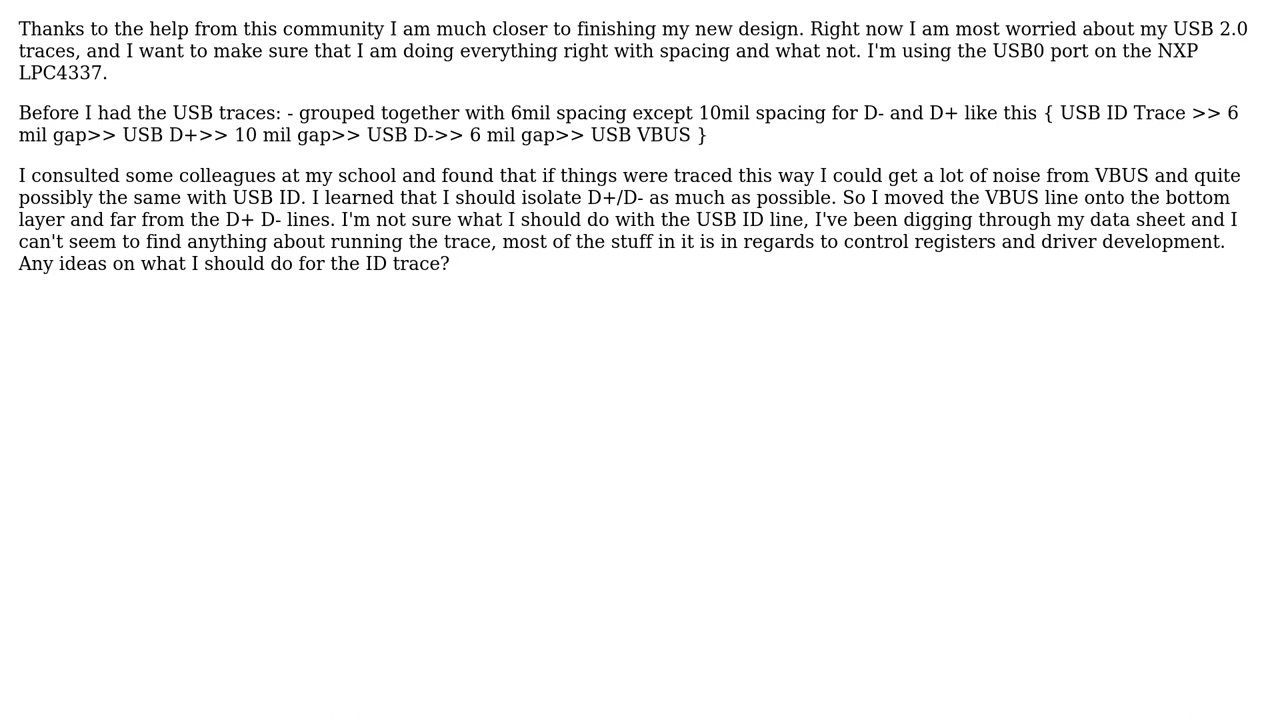 Thanks to the help from this community I am much closer to finishing my new design. Right now I am most worried about my USB 2.0
traces, and I want to make sure that I am doing everything right with spacing and what not. I'm using the USB0 port on the NXP
LPC4337.
Before I had the USB traces: - grouped together with 6mil spacing except 10mil spacing for D- and D+ like this { USB ID Trace >> 6
mil gap>> USB D+>> 10 mil gap>> USB D->> 6 mil gap>> USB VBUS }
I consulted some colleagues at my school and found that if things were traced this way I could get a lot of noise from VBUS and quite
possibly the same with USB ID. I learned that I should isolate D+/D- as much as possible. So I moved the VBUS line onto the bottom
layer and far from the D+ D- lines. I'm not sure what I should do with the USB ID line, I've been digging through my data sheet and I
can't seem to find anything about running the trace, most of the stuff in it is in regards to control registers and driver development.
Any ideas on what I should do for the ID trace?